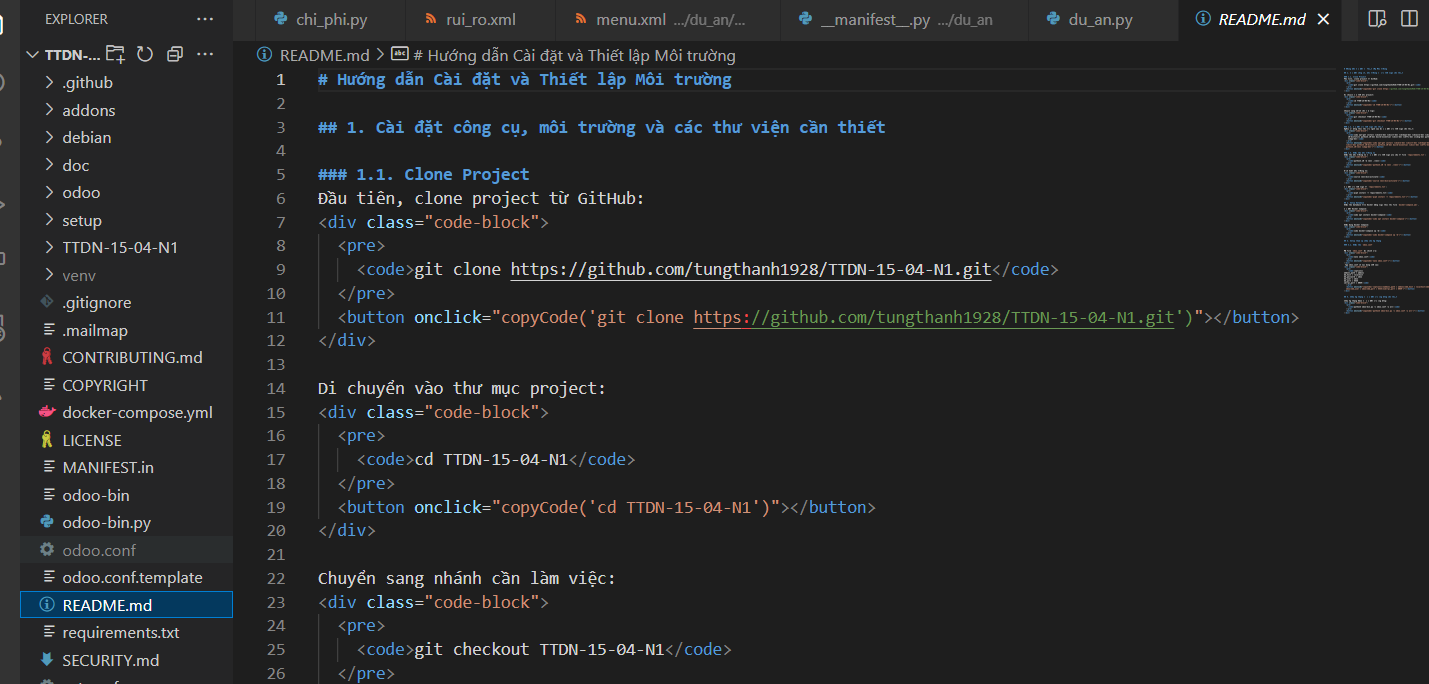 EXPLORER
TTDN-...
.github
addons
debian
doc
odoo
setup
TTDN-15-04-N1
venv
.gitignore
.mailmap
CONTRIBUTING.md
COPYRIGHT
docker-compose.yml
LICENSE
MANIFEST.in
odoo-bin
odoo-bin.py
odoo.conf
odoo.conf.template
README.md
requirements.txt
SECURITY.md
chi_phi.py
rui_ro.xml
menu.xml .../du_an/...
__manifest__.py .../du_an
du_an.py
README.md
README.md > # Hướng dẫn Cài đặt và Thiết lập Môi trường
1 # Hướng dẫn Cài đặt và Thiết lập Môi trường
2
3 ## 1. Cài đặt công cụ, môi trường và các thư viện cần thiết
4
5 ### 1.1. Clone Project
6 Đầu tiên, clone project từ GitHub:
7 <div class="code-block">
8 <pre>
9 <code>git clone https://github.com/tungthanh1928/TTDN-15-04-N1.git</code>
10 </pre>
11 <button onclick="copyCode('git clone https://github.com/tungthanh1928/TTDN-15-04-N1.git')"></button>
12 </div>
13
14 Di chuyển vào thư mục project:
15 <div class="code-block">
16 <pre>
17 <code>cd TTDN-15-04-N1</code>
18 </pre>
19 <button onclick="copyCode('cd TTDN-15-04-N1')"></button>
20 </div>
21
22 Chuyển sang nhánh cần làm việc:
23 <div class="code-block">
24 <pre>
25 <code>git checkout TTDN-15-04-N1</code>
26 </pre>